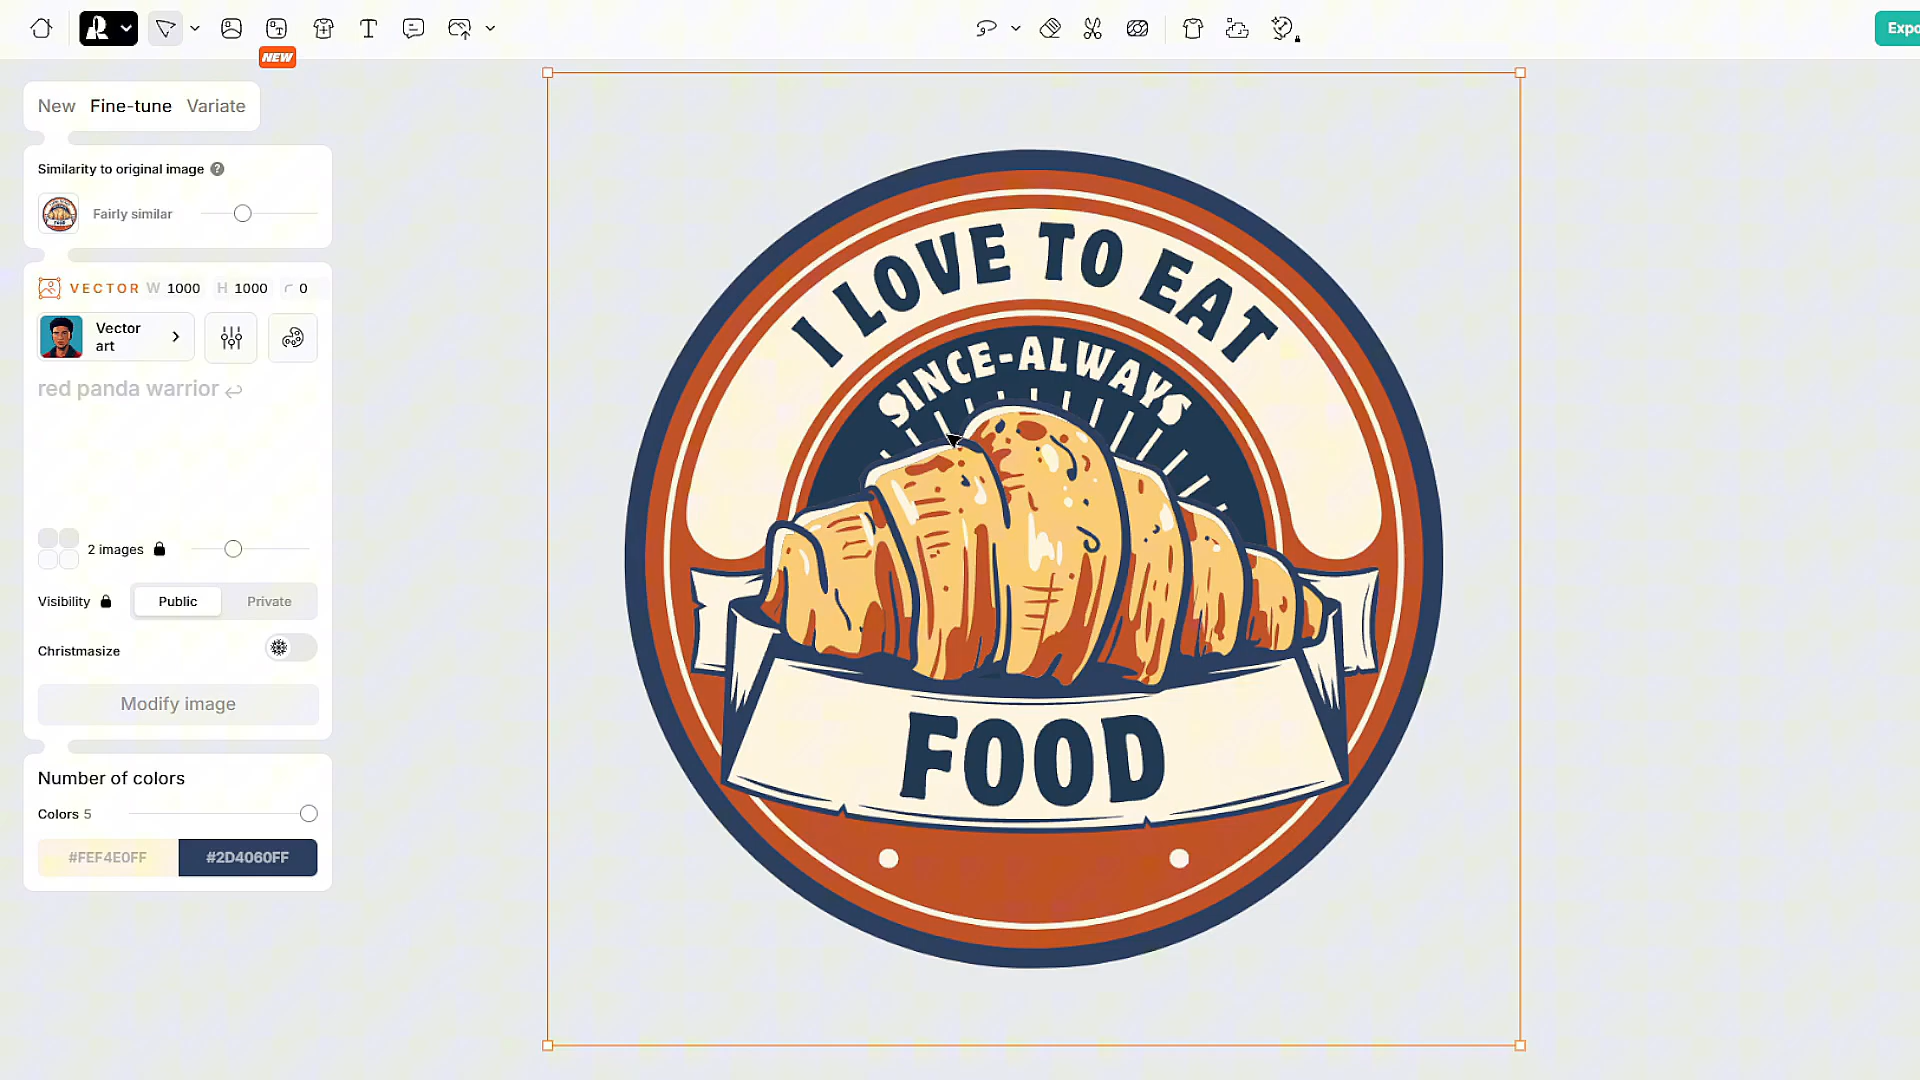 NEW
Expo
New Fine-tune Variate
Similarity to original image ?
Fairly similar
VECTOR W 1000 H 1000 0
Vector
art
red panda warrior
2 images
Visibility Public Private
Christmasize
Modify image
Number of colors
Colors 5
#FEF4E0FF #2D4060FF
I LOVE TO EAT
SINCE-ALWAYS
FOOD